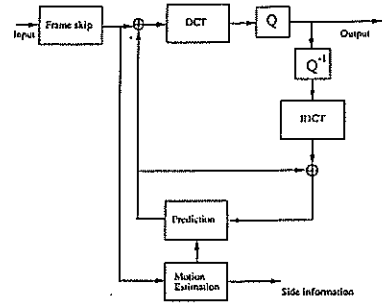 Frame skip
DCT
Q
Input
Output
Q⁻¹
IDCT
Prediction
Motion
Estimation
Side information